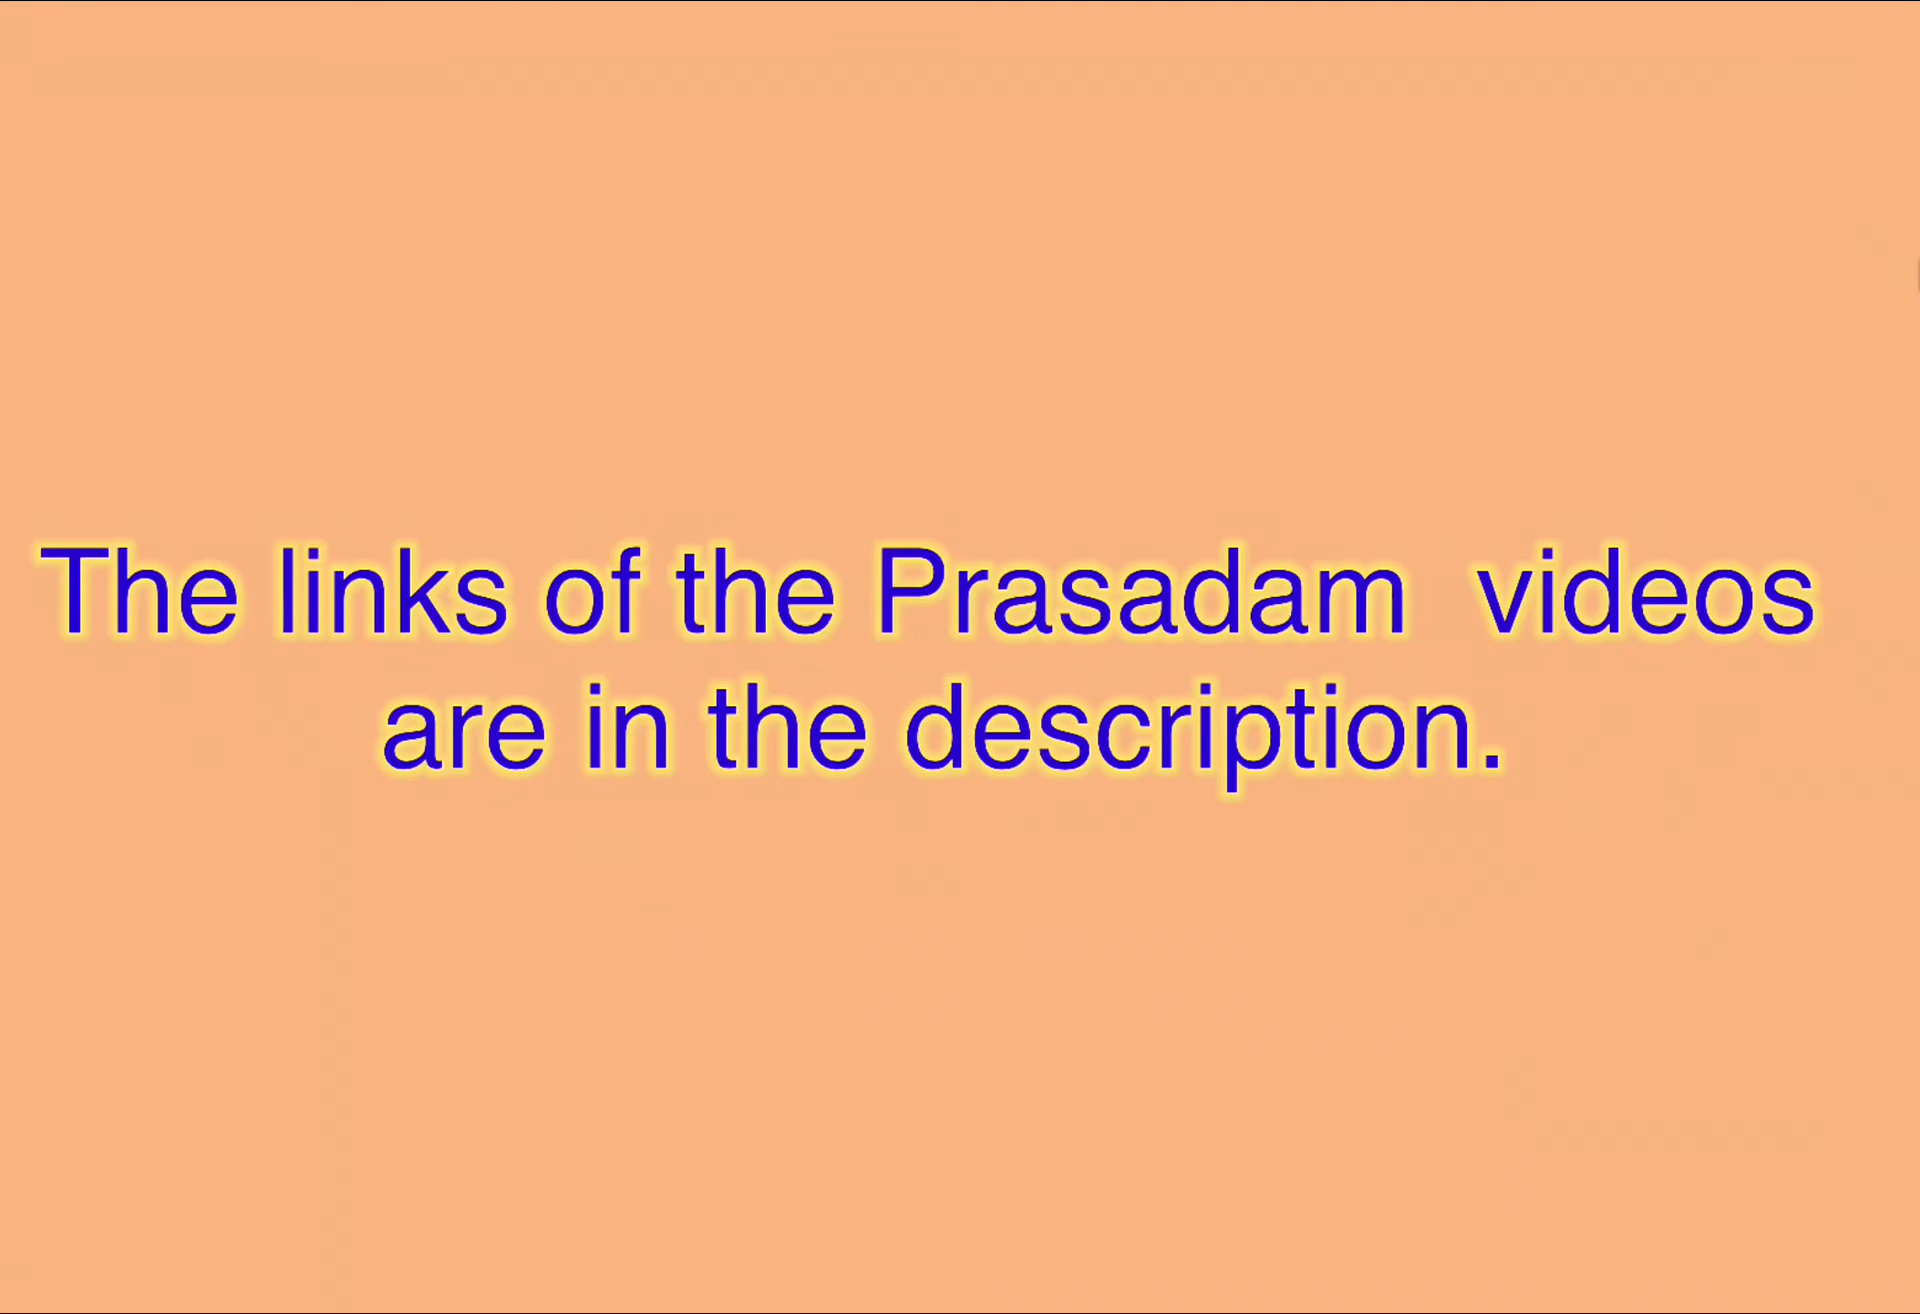 The links of the Prasadam  videos
are in the description.